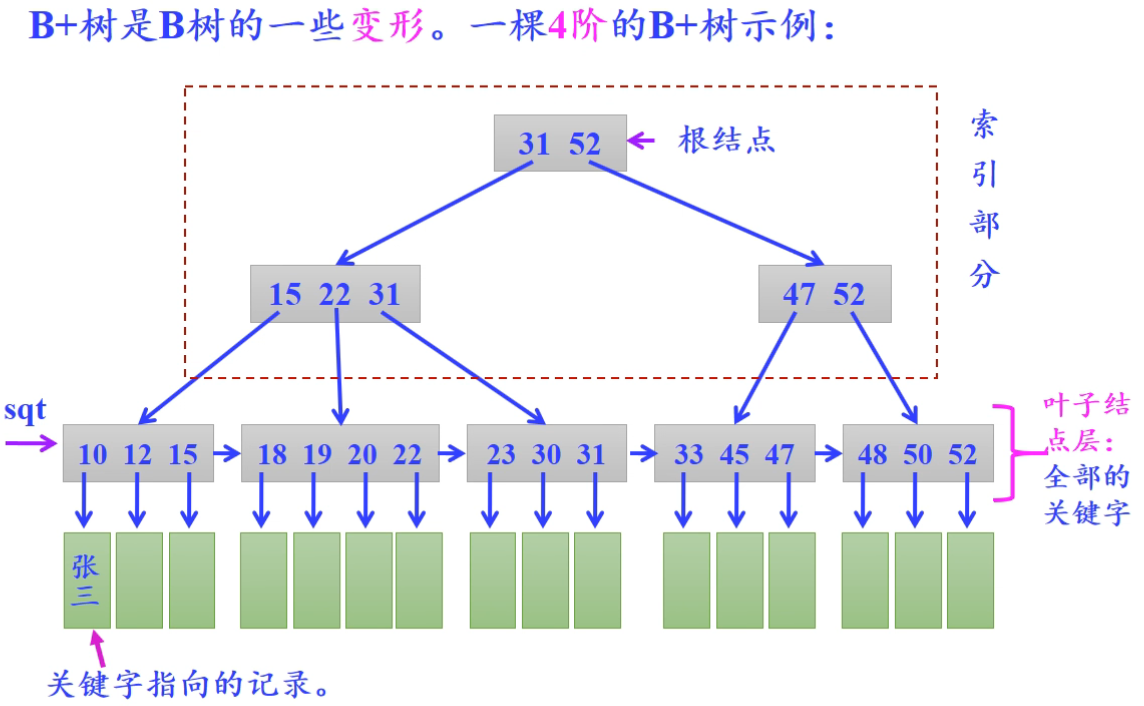 B+树是B树的一些变形。一棵4阶的B+树示例：
31 52
根结点
索
引
部
分
15 22 31
47 52
sqt
10 12 15
18 19 20 22
23 30 31
33 45 47
48 50 52
叶子结
点层：
全部的
关键字
张
三
关键字指向的记录。